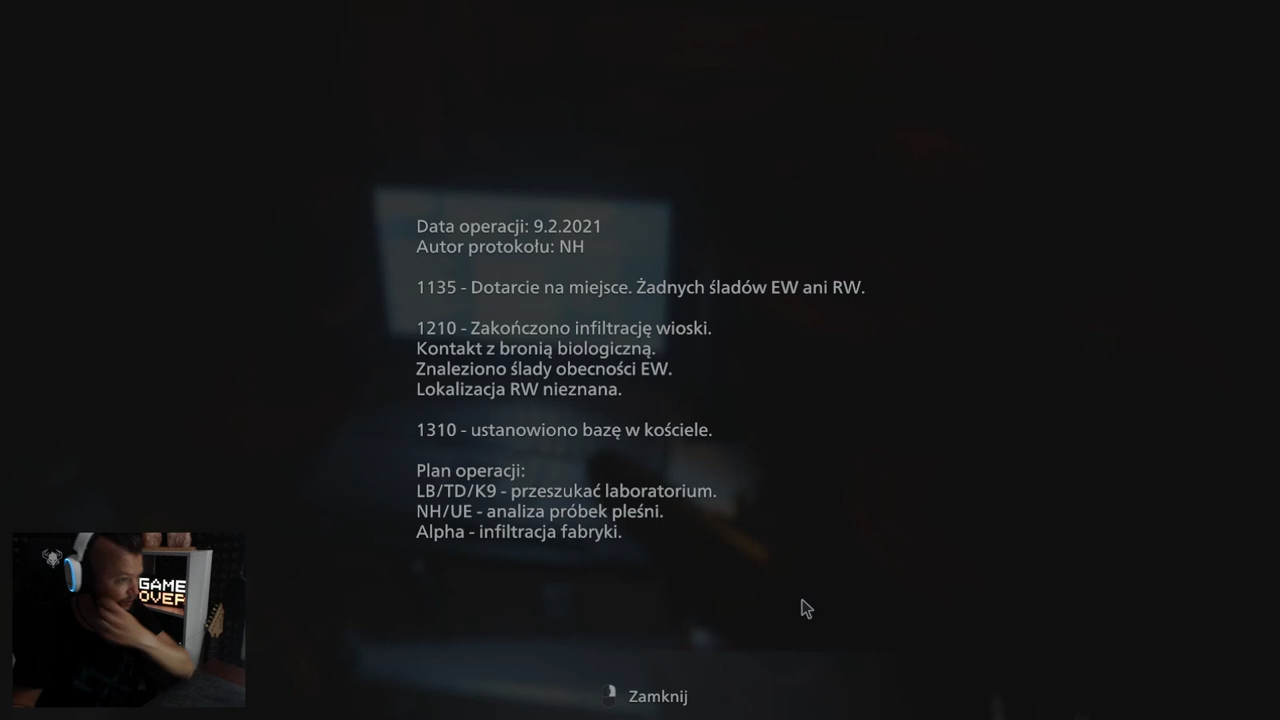 Data operacji: 9.2.2021
Autor protokołu: NH
1135 - Dotarcie na miejsce. Żadnych śladów EW ani RW.
1210 - Zakończono infiltrację wioski.
Kontakt z bronią biologiczną.
Znaleziono ślady obecności EW.
Lokalizacja RW nieznana.
1310 - ustanowiono bazę w kościele.
Plan operacji:
LB/TD/K9 - przeszukać laboratorium.
NH/UE - analiza próbek pleśni.
Alpha - infiltracja fabryki.
GAME
OVER
Zamknij